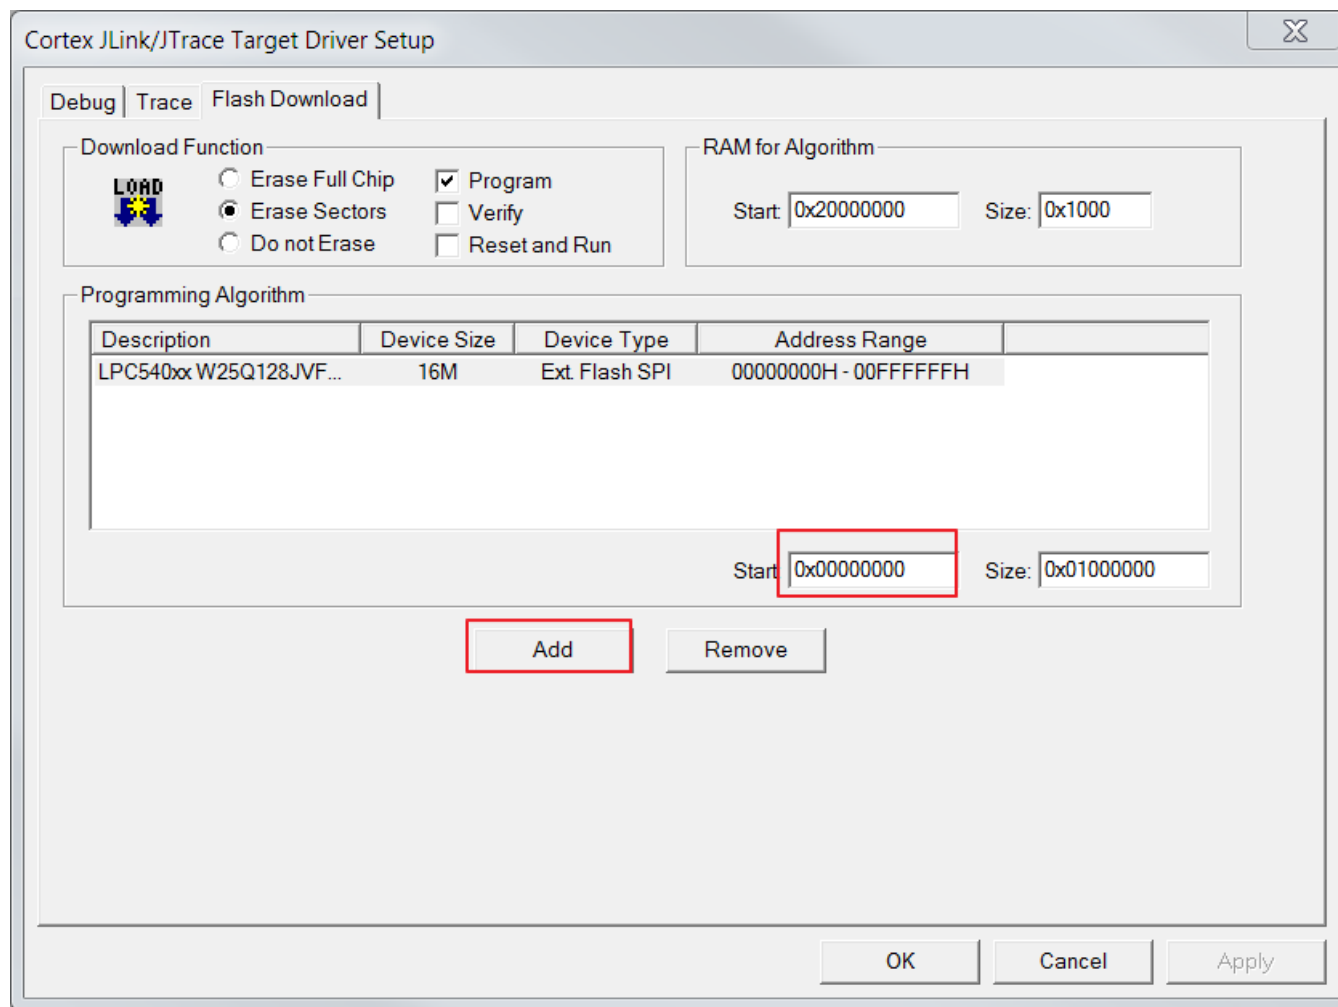 Cortex JLink/JTrace Target Driver Setup
Debug Trace Flash Download
Download Function
LOAD
Erase Full Chip
Erase Sectors
Do not Erase
Program
Verify
Reset and Run
RAM for Algorithm
Start: 0x20000000 Size: 0x1000
Programming Algorithm
Description Device Size Device Type Address Range
LPC540xx W25Q128JVF... 16M Ext. Flash SPI 00000000H - 00FFFFFFH
Start 0x00000000 Size: 0x01000000
Add Remove
OK Cancel Apply